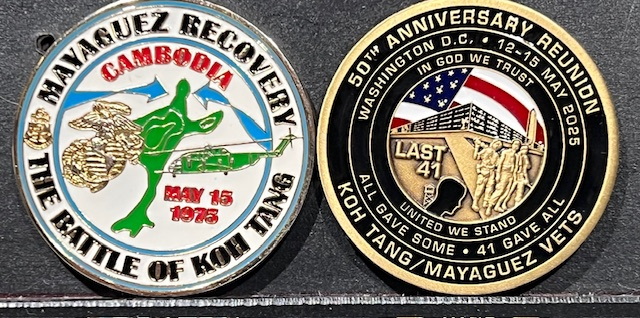 MAYAGUEZ RECOVERY
CAMBODIA
MAY 15
1975
THE BATTLE OF KOH TANG
50TH ANNIVERSARY REUNION
WASHINGTON D.C. • 12-15 MAY 2025
IN GOD WE TRUST
LAST
41
UNITED WE STAND
ALL GAVE SOME • 41 GAVE ALL
KOH TANG/MAYAGUEZ VETS